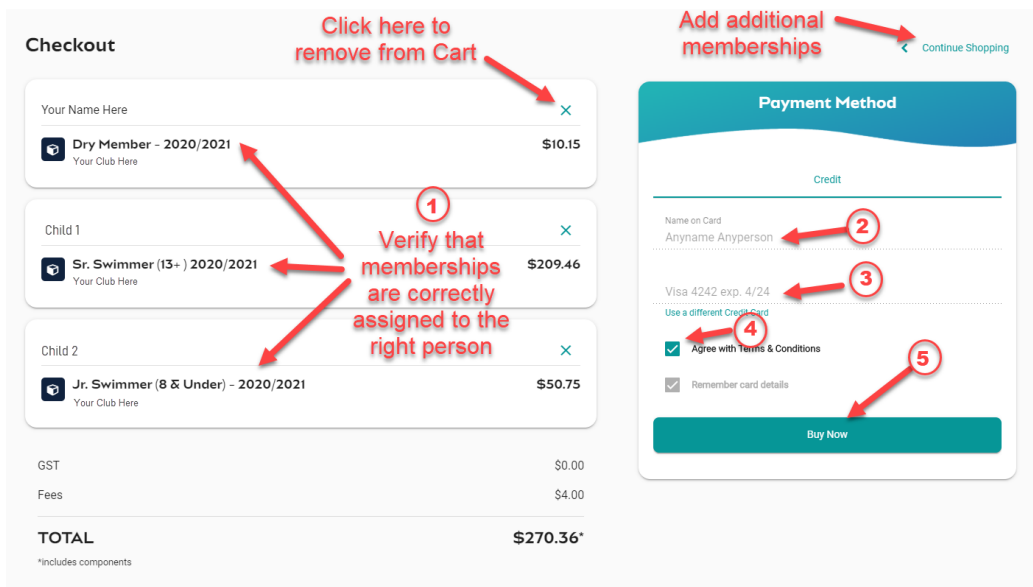 Click here to
remove from Cart
Add additional
memberships
Checkout
Continue Shopping
Your Name Here
Dry Member - 2020/2021
$10.15
Your Club Here
1
Verify that
memberships
are correctly
assigned to the
right person
Child 1
Sr. Swimmer (13+ ) 2020/2021
$209.46
Your Club Here
Child 2
Jr. Swimmer (8 & Under) - 2020/2021
$50.75
Your Club Here
GST $0.00
Fees $4.00
TOTAL $270.36*
*includes components
Payment Method
Credit
Name on Card
Anyname Anyperson
2
Visa 4242 exp. 4/24
3
Use a different Credit Card
4
Agree with Terms & Conditions
Remember card details
5
Buy Now